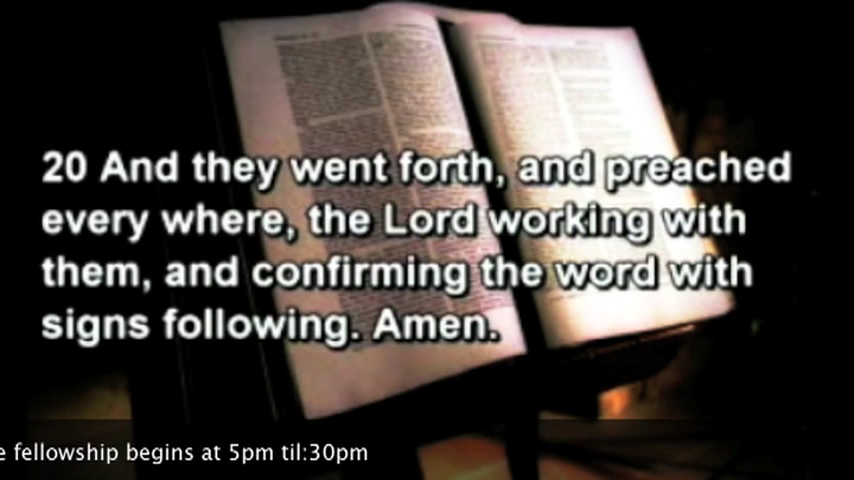 20 And they went forth, and preached
every where, the Lord working with
them, and confirming the word with
signs following. Amen.
fellowship begins at 5pm til:30pm